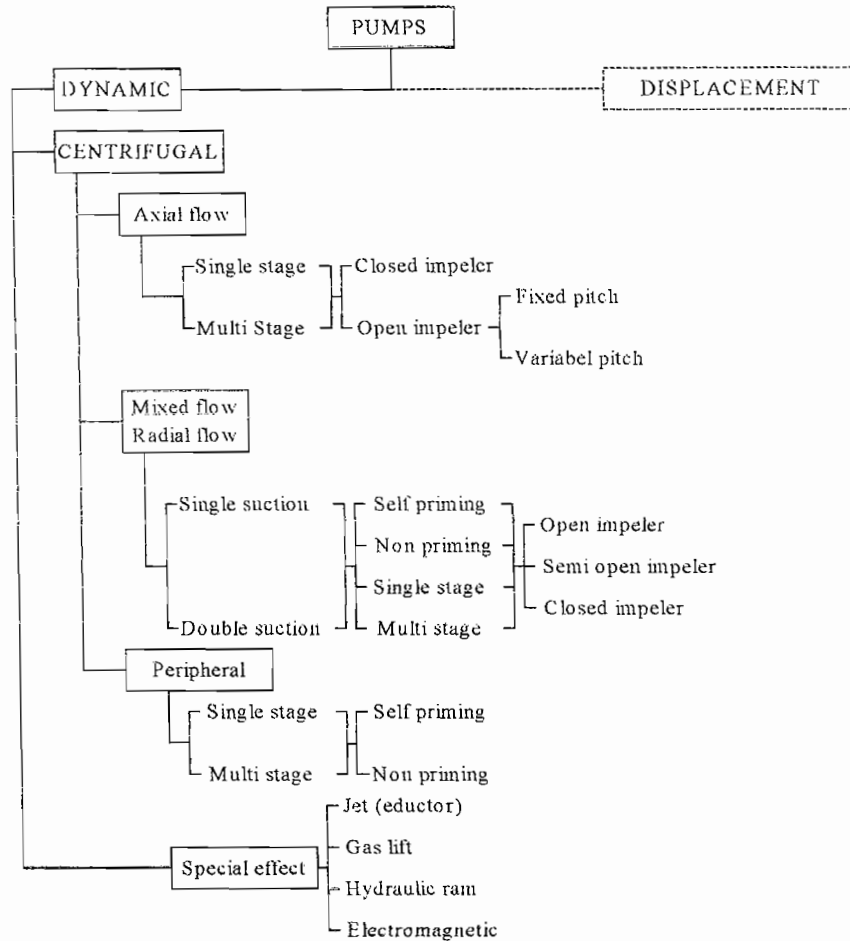 PUMPS
DYNAMIC
DISPLACEMENT
CENTRIFUGAL
Axial flow
Single stage
Closed impeler
Fixed pitch
Multi Stage
Open impeler
Variabel pitch
Mixed flow
Radial flow
Single suction
Self priming
Open impeler
Non priming
Semi open impeler
Single stage
Closed impeler
Double suction
Multi stage
Peripheral
Single stage
Self priming
Multi stage
Non priming
Jet (eductor)
Gas lift
Special effect
Hydraulic ram
Electromagnetic